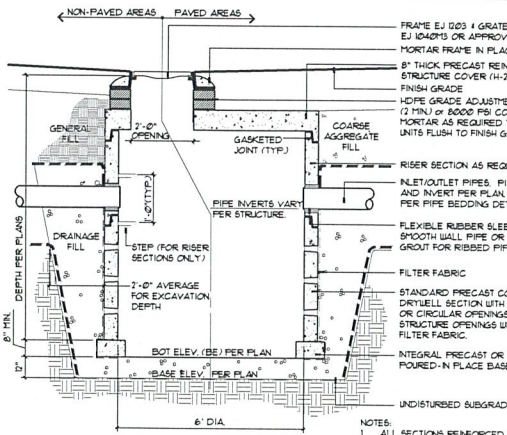 NON-PAVED AREAS
PAVED AREAS
FRAME EJ 1203 & GRATE
EJ 1040M3 OR APPROV
MORTAR FRAME IN PLAC
8" THICK PRECAST REIN
STRUCTURE COVER (H-2
FINISH GRADE
HDPE GRADE ADJUSTME
(2 MIN) or 8000 PSI CO
MORTAR AS REQUIRED
UNITS FLUSH TO FINISH G
GENERAL
FILL
2'-0"
OPENING
GASKETED
JOINT (TYP.)
COARSE
AGGREGATE
FILL
RISER SECTION AS REQU
INLET/OUTLET PIPES, PI
AND INVERT PER PLAN.
PER PIPE BEDDING DET
1'-0"(TYP.)
PIPE INVERTS VARY
PER STRUCTURE.
FLEXIBLE RUBBER SLEE
SMOOTH WALL PIPE OR
GROUT FOR RIBBED PIP
DRAINAGE
FILL
STEP (FOR RISER
SECTIONS ONLY)
DEPTH PER PLANS
FILTER FABRIC
2'-0" AVERAGE
FOR EXCAVATION
DEPTH
STANDARD PRECAST CO
DRYWELL SECTION WITH
OR CIRCULAR OPENINGS
STRUCTURE OPENINGS W
FILTER FABRIC.
8" MIN.
BOT ELEV. (BE) PER PLAN
INTEGRAL PRECAST OR
POURED-IN PLACE BASE
12"
BASE ELEV. PER PLAN
UNDISTURBED SUBGRAD
6' DIA.
NOTES:
1. ALL SECTIONS REINFORCED